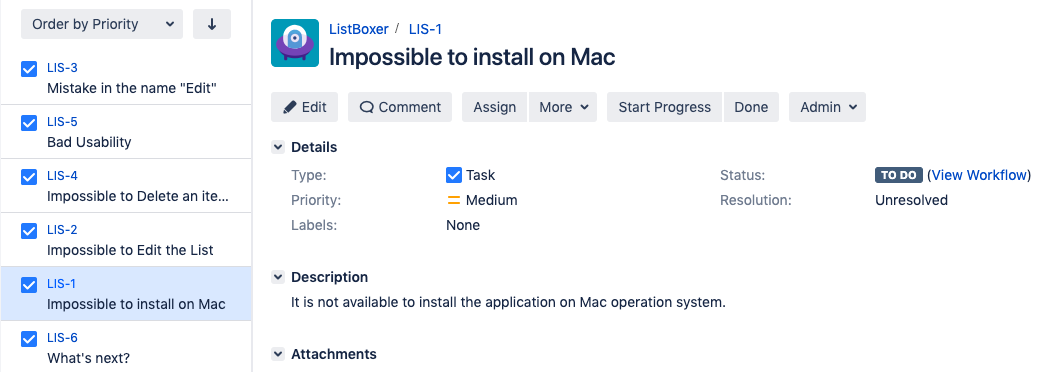 Order by Priority
LIS-3
Mistake in the name "Edit"
LIS-5
Bad Usability
LIS-4
Impossible to Delete an ite...
LIS-2
Impossible to Edit the List
LIS-1
Impossible to install on Mac
LIS-6
What's next?
ListBoxer / LIS-1
Impossible to install on Mac
Edit Comment Assign More Start Progress Done Admin
Details
Type: Task Status: TO DO (View Workflow)
Priority: Medium Resolution: Unresolved
Labels: None
Description
It is not available to install the application on Mac operation system.
Attachments